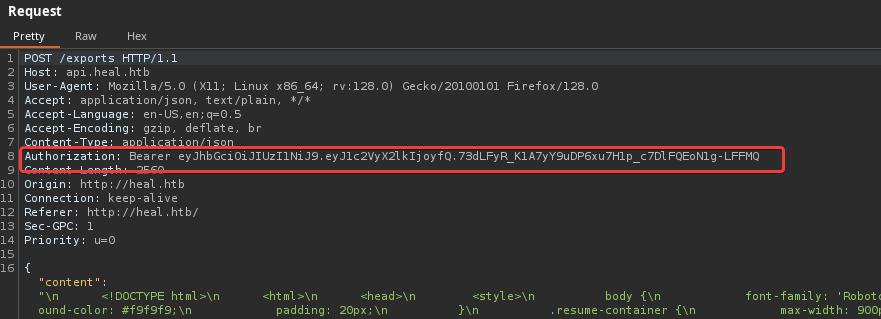 Request
Pretty Raw Hex
1 POST /exports HTTP/1.1
2 Host: api.heal.htb
3 User-Agent: Mozilla/5.0 (X11; Linux x86_64; rv:128.0) Gecko/20100101 Firefox/128.0
4 Accept: application/json, text/plain, */*
5 Accept-Language: en-US,en;q=0.5
6 Accept-Encoding: gzip, deflate, br
7 Content-Type: application/json
8 Authorization: Bearer eyJhbGciOiJIUzI1NiJ9.eyJ1c2VyX2lkIjoyfQ.73dLFyR_K1A7yY9uDP6xu7H1p_c7DlFQEoN1g-LFFMQ
9 Content-Length: 2560
10 Origin: http://heal.htb
11 Connection: keep-alive
12 Referer: http://heal.htb/
13 Sec-GPC: 1
14 Priority: u=0
15
16 {
"content":
"\n <!DOCTYPE html>\n <html>\n <head>\n <style>\n body {\n font-family: 'Roboto
ound-color: #f9f9f9;\n padding: 20px;\n }\n .resume-container {\n max-width: 900p